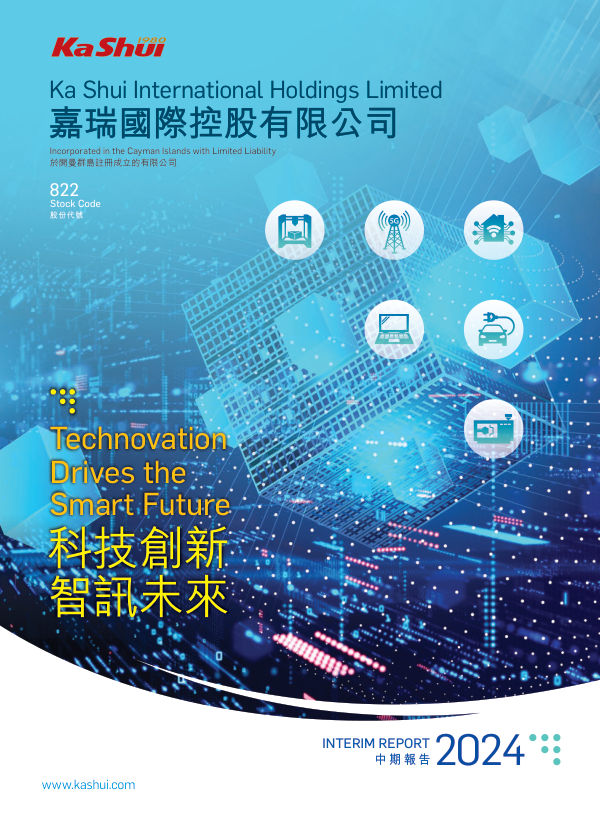 1980
Ka Shui
Ka Shui International Holdings Limited
嘉瑞國際控股有限公司
Incorporated in the Cayman Islands with Limited Liability
於開曼群島註冊成立的有限公司
822
Stock Code
股份代號
5G
Technovation
Drives the
Smart Future
科技創新
智訊未來
INTERIM REPORT 2024
中期報告
www.kashui.com